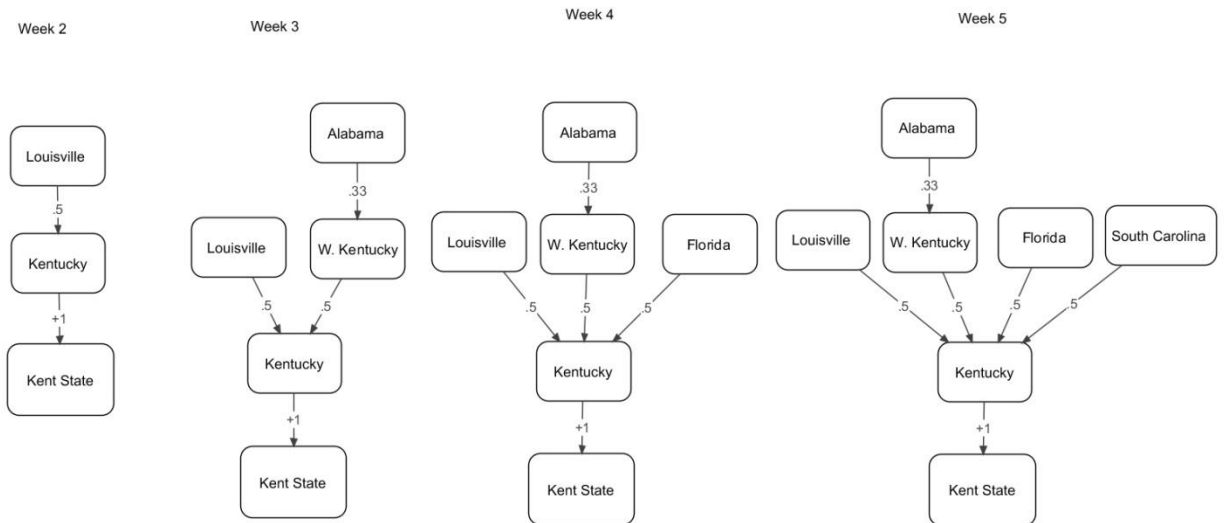 Week 2
Louisville
.5
Kentucky
+1
Kent State
Week 3
Alabama
.33
Louisville
W. Kentucky
.5
.5
Kentucky
+1
Kent State
Week 4
Alabama
.33
Louisville
W. Kentucky
Florida
.5
.5
.5
Kentucky
+1
Kent State
Week 5
Alabama
.33
Louisville
W. Kentucky
Florida
South Carolina
.5
.5
.5
.5
Kentucky
+1
Kent State